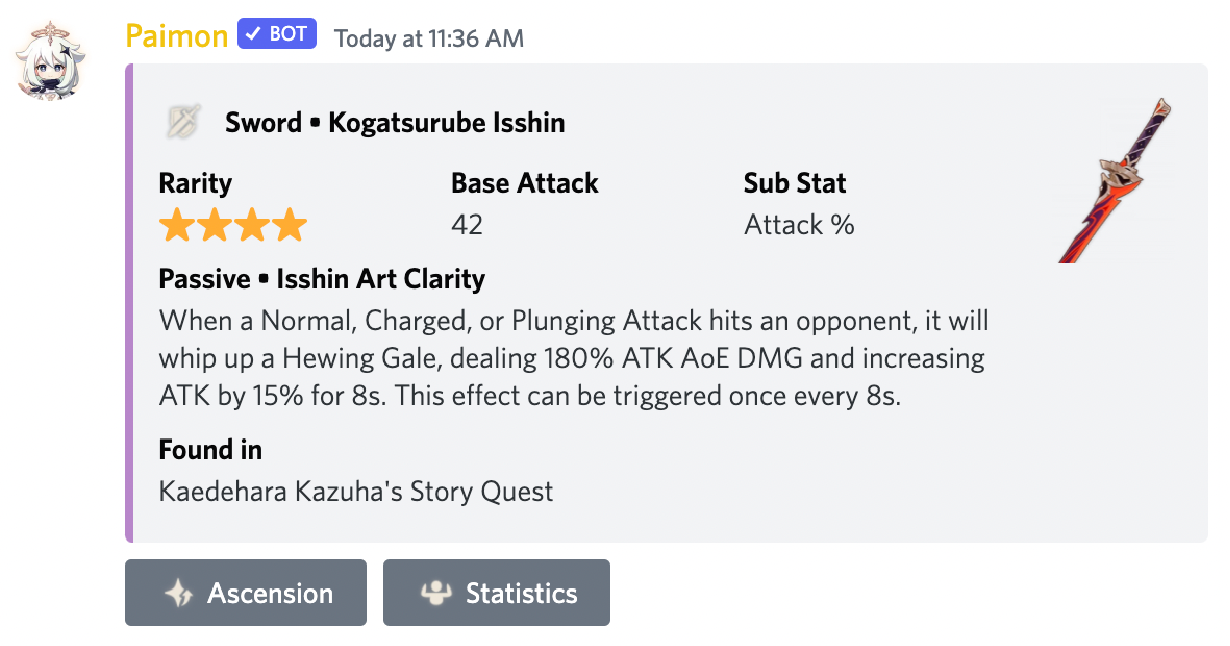 Paimon ✓ BOT Today at 11:36 AM
Sword • Kogatsurube Isshin
Rarity Base Attack Sub Stat
42 Attack %
Passive • Isshin Art Clarity
When a Normal, Charged, or Plunging Attack hits an opponent, it will
whip up a Hewing Gale, dealing 180% ATK AoE DMG and increasing
ATK by 15% for 8s. This effect can be triggered once every 8s.
Found in
Kaedehara Kazuha's Story Quest
Ascension Statistics